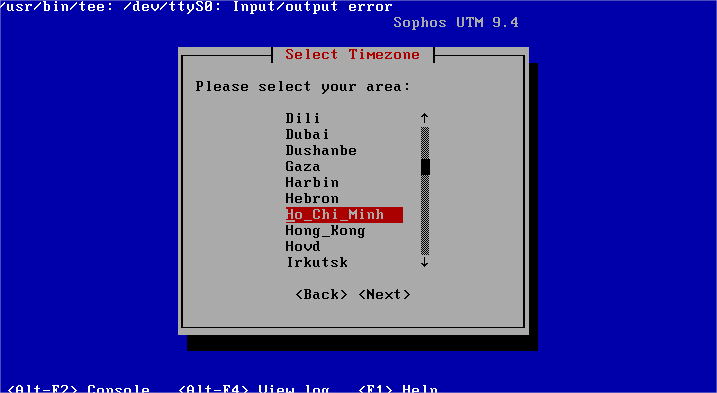 /usr/bin/tee: /dev/ttyS0: Input/output error
Sophos UTM 9.4
Select Timezone
Please select your area:
Dili
Dubai
Dushanbe
Gaza
Harbin
Hebron
Ho_Chi_Minh
Hong_Kong
Hovd
Irkutsk
<Back> <Next>
<Alt-F2> Console <Alt-F4> View log <F1> Help